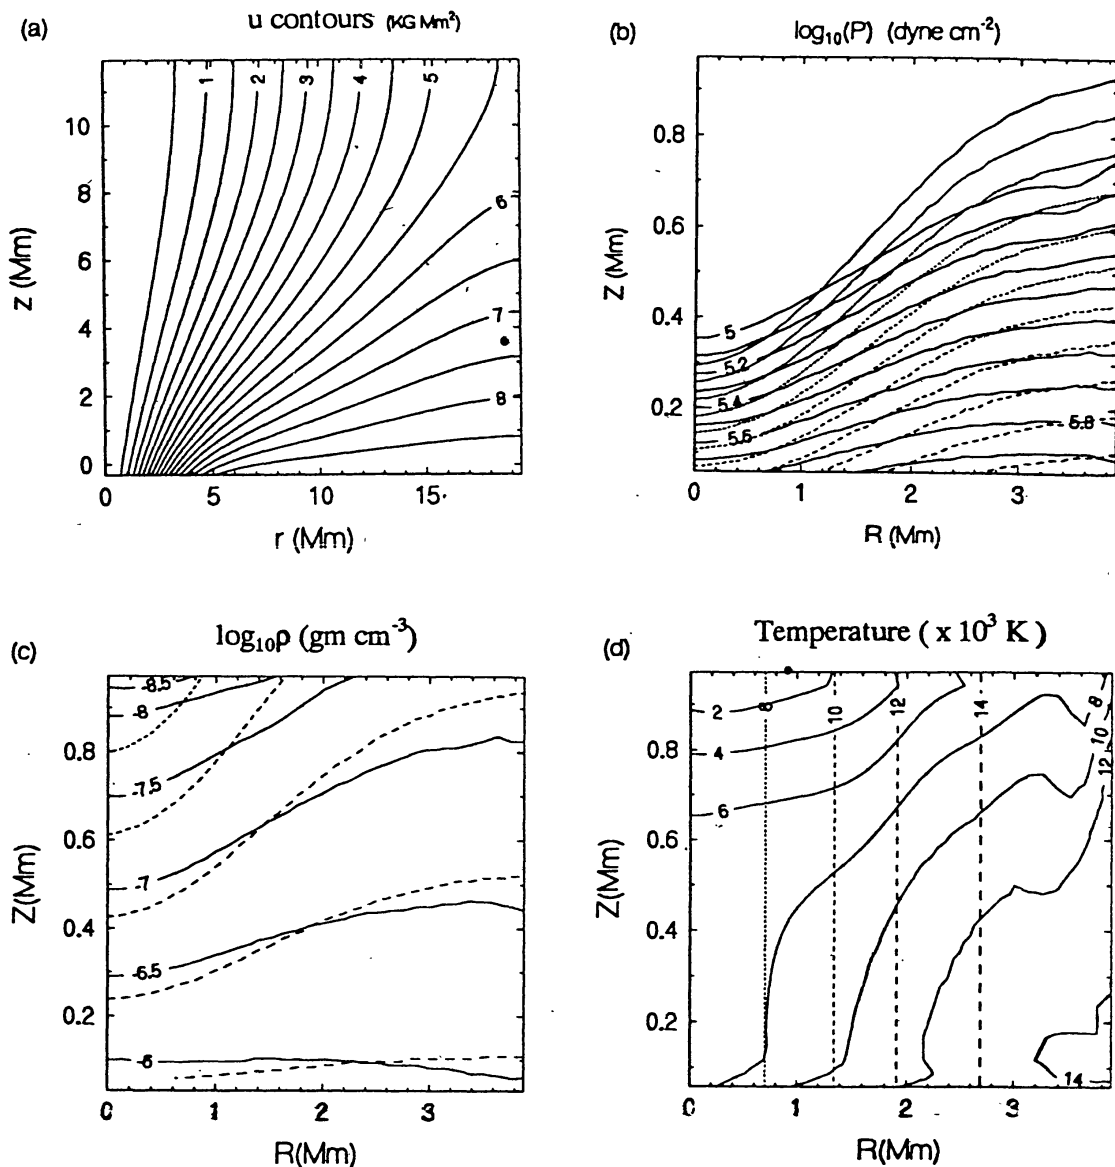 (a)
u contours (KG Mm²)
1 2 3 4 5
6
7
8
10
8
6
4
2
0
z (Mm)
0 5 10 15
r (Mm)
(b)
log₁₀(P) (dyne cm⁻²)
0.8
0.6
0.4
0.2
Z (Mm)
5
5.2
5.4
5.6
5.8
0 1 2 3
R (Mm)
(c)
log₁₀ρ (gm cm⁻³)
-8.5
-8
-7.5
-7
-6.5
-6
0.8
0.6
0.4
0.2
Z(Mm)
0 1 2 3
R(Mm)
(d)
Temperature ( x 10³ K )
2
4
6
8 10 12 14
8
10
12
14
0.8
0.6
0.4
0.2
Z(Mm)
0 1 2 3
R(Mm)